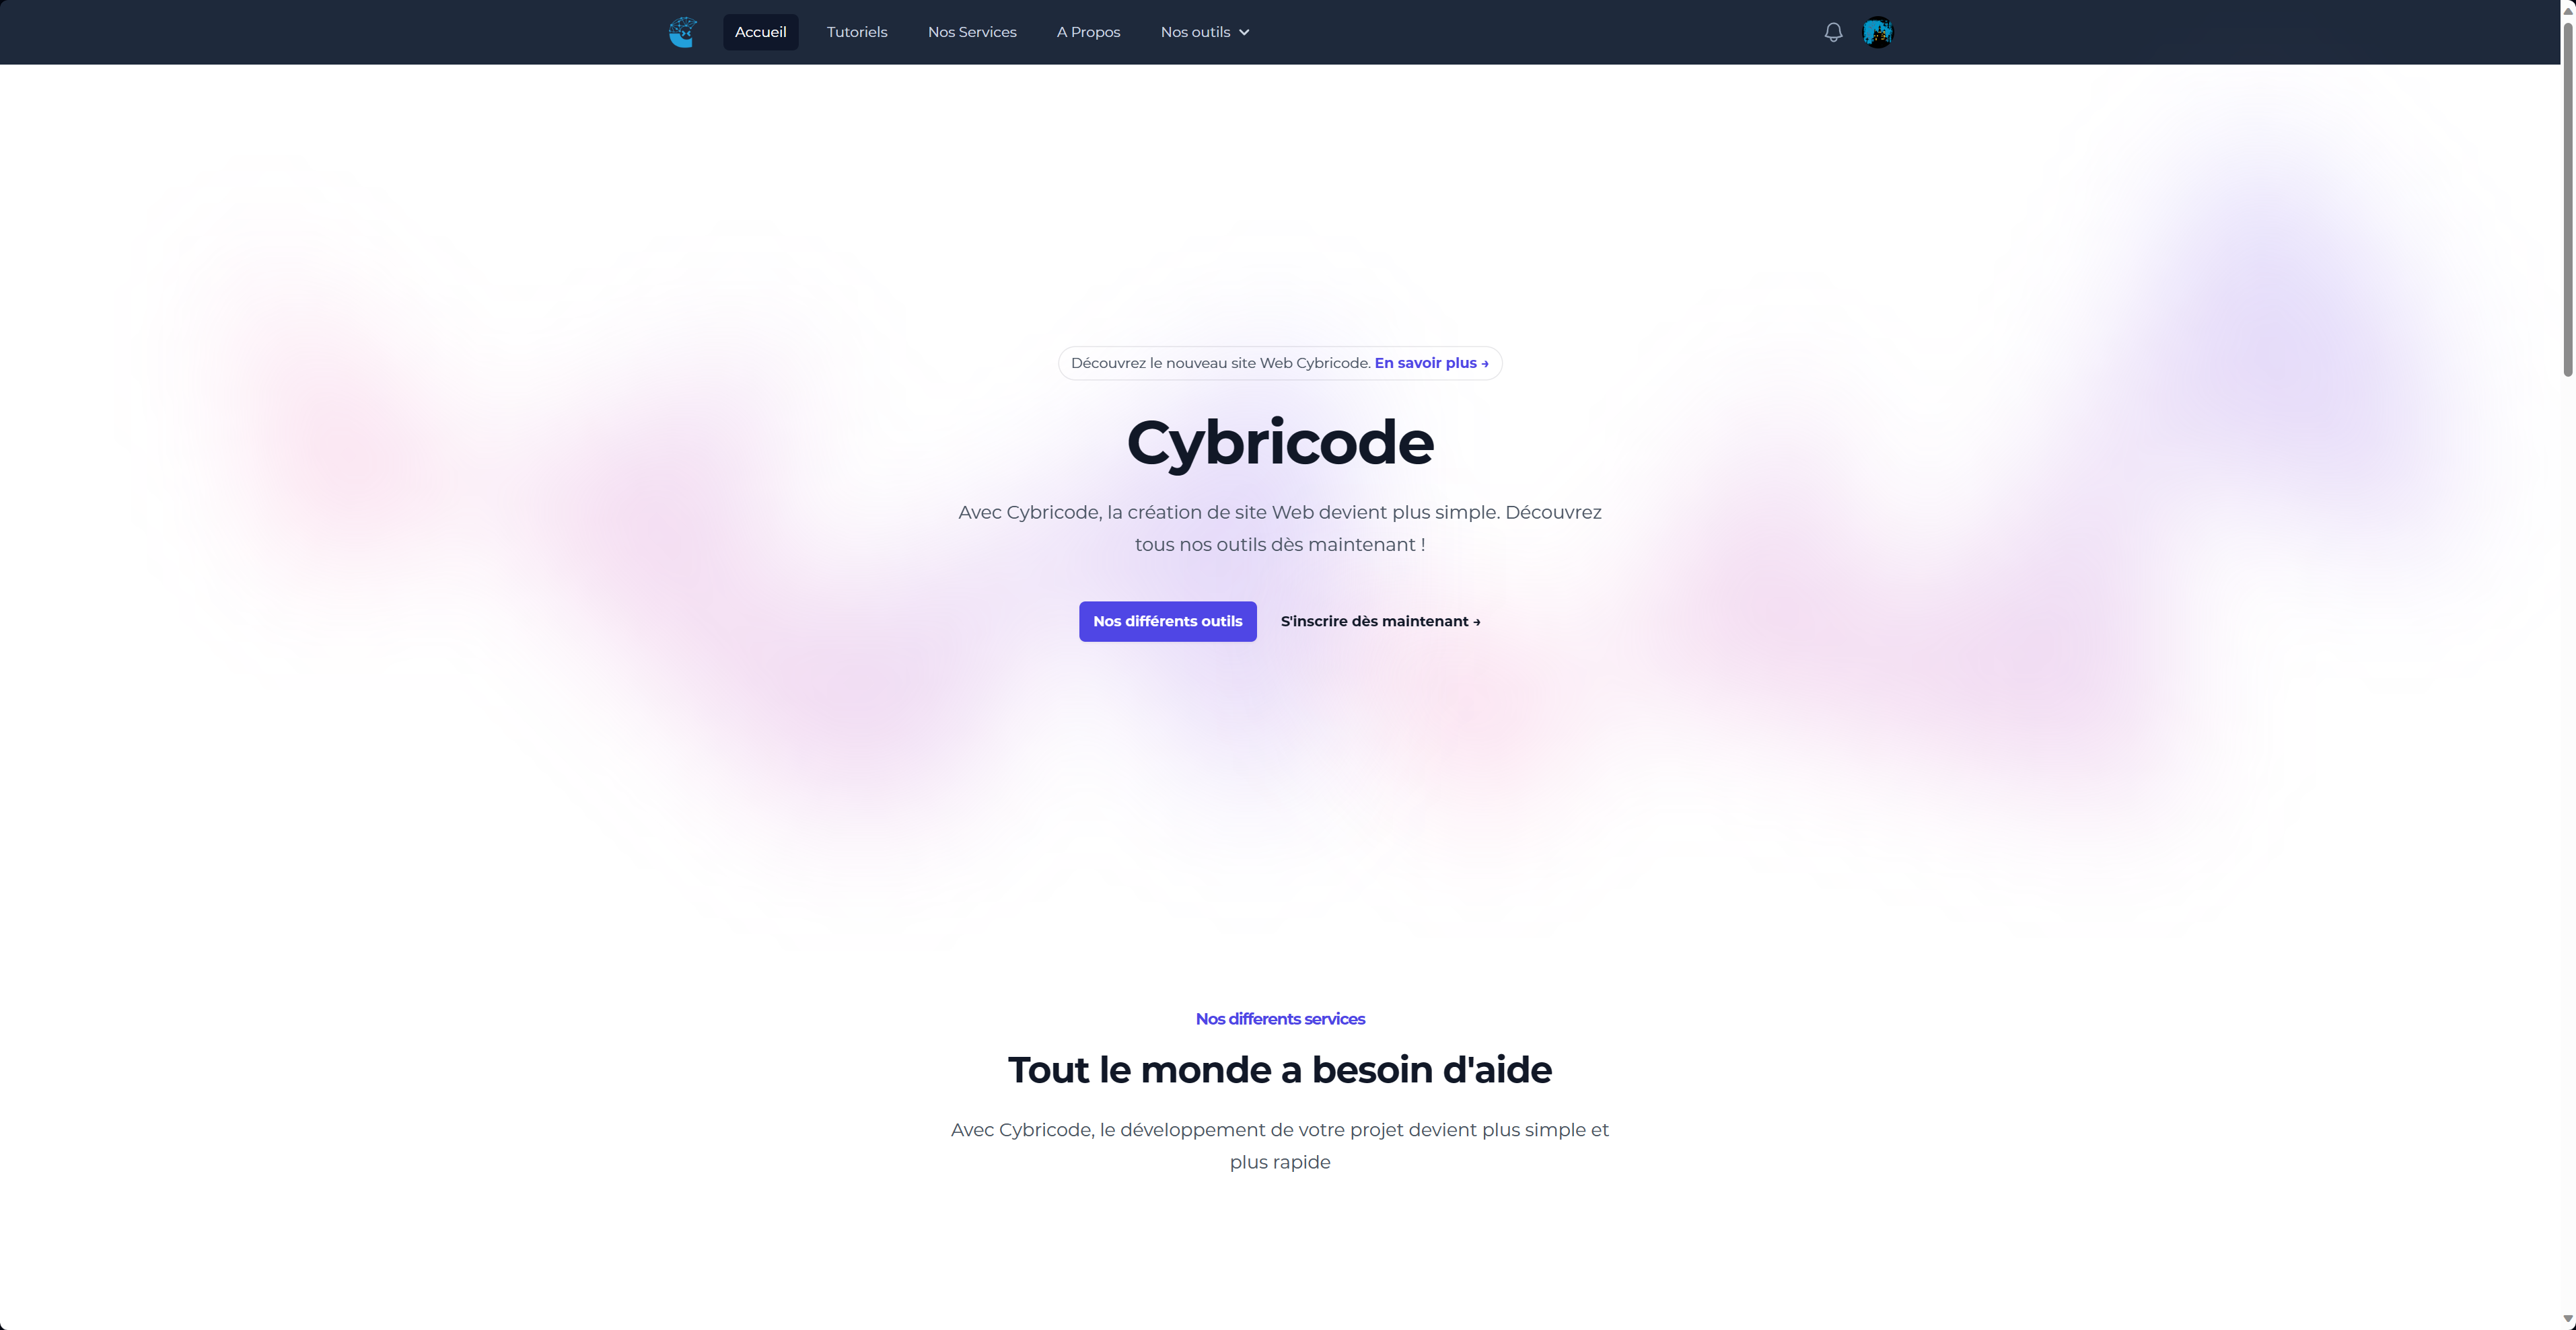 Accueil
Tutoriels
Nos Services
A Propos
Nos outils
Découvrez le nouveau site Web Cybricode. En savoir plus →
Cybricode
Avec Cybricode, la création de site Web devient plus simple. Découvrez
tous nos outils dès maintenant !
Nos différents outils
S'inscrire dès maintenant →
Nos differents services
Tout le monde a besoin d'aide
Avec Cybricode, le développement de votre projet devient plus simple et
plus rapide